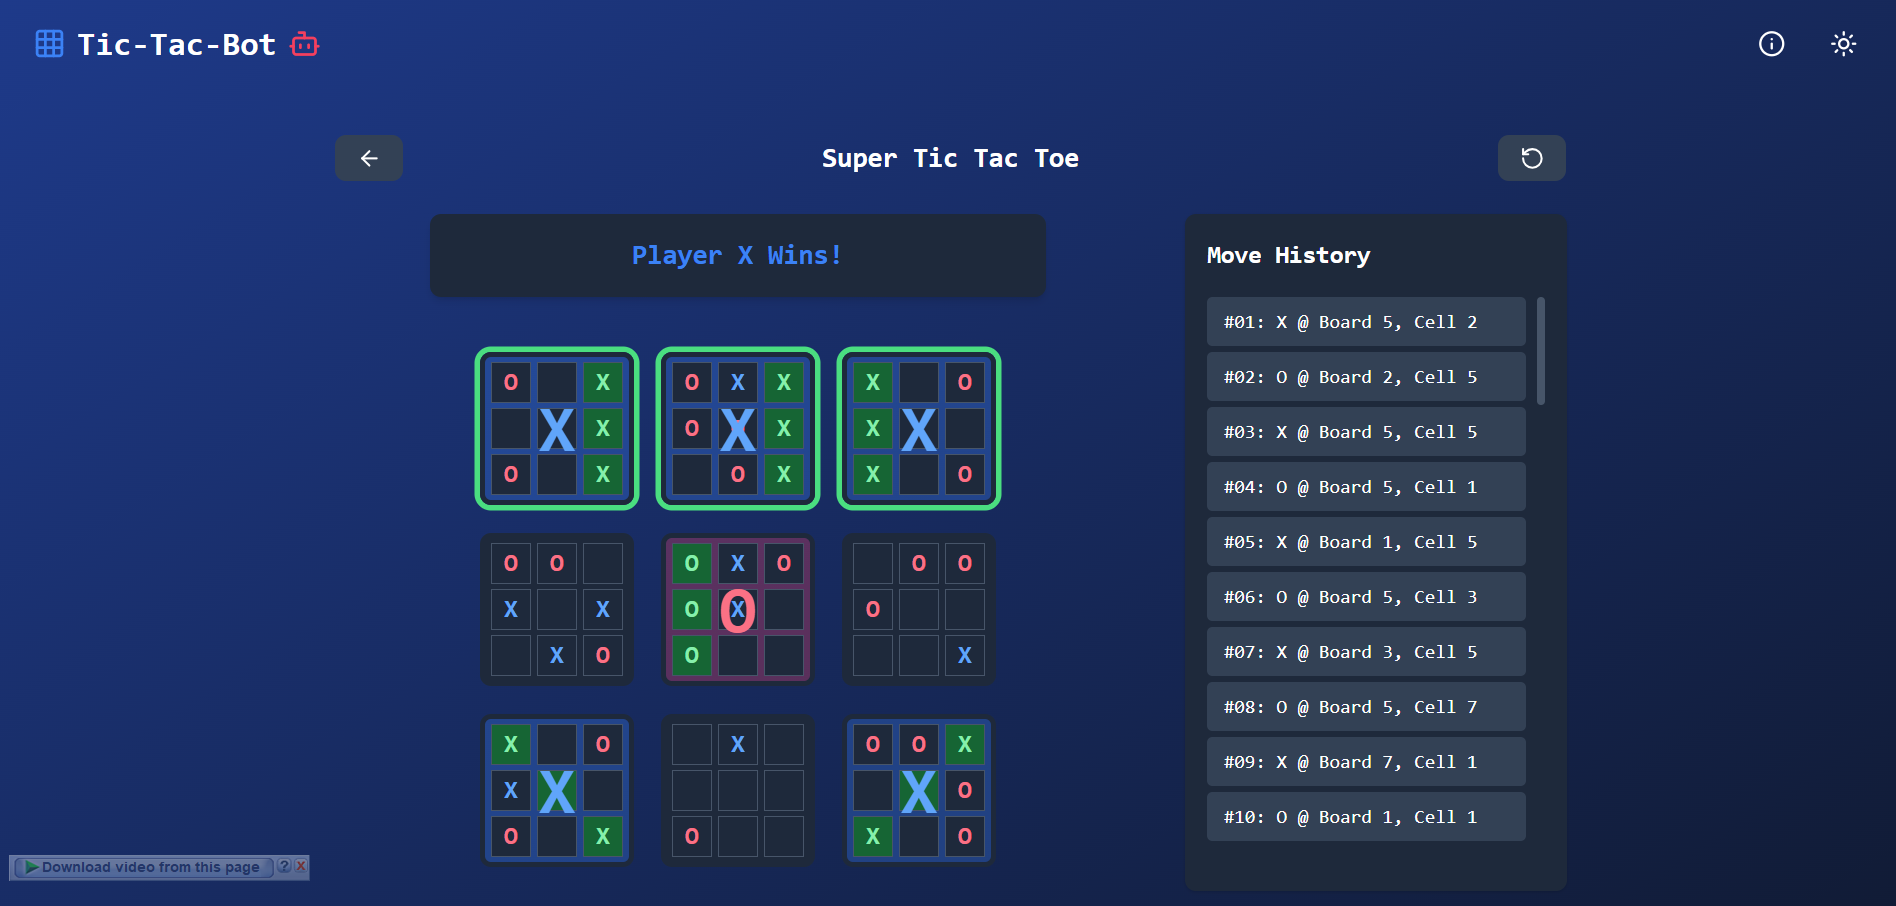 Tic-Tac-Bot
Super Tic Tac Toe
Player X Wins!
O X O X X X O
X X O X X X X
O X O X X O
O O O X O O O
X X O X O O
X O O X
X O X O O X
X X X O
O X O X O
Move History
#01: X @ Board 5, Cell 2
#02: O @ Board 2, Cell 5
#03: X @ Board 5, Cell 5
#04: O @ Board 5, Cell 1
#05: X @ Board 1, Cell 5
#06: O @ Board 5, Cell 3
#07: X @ Board 3, Cell 5
#08: O @ Board 5, Cell 7
#09: X @ Board 7, Cell 1
#10: O @ Board 1, Cell 1
Download video from this page ? X